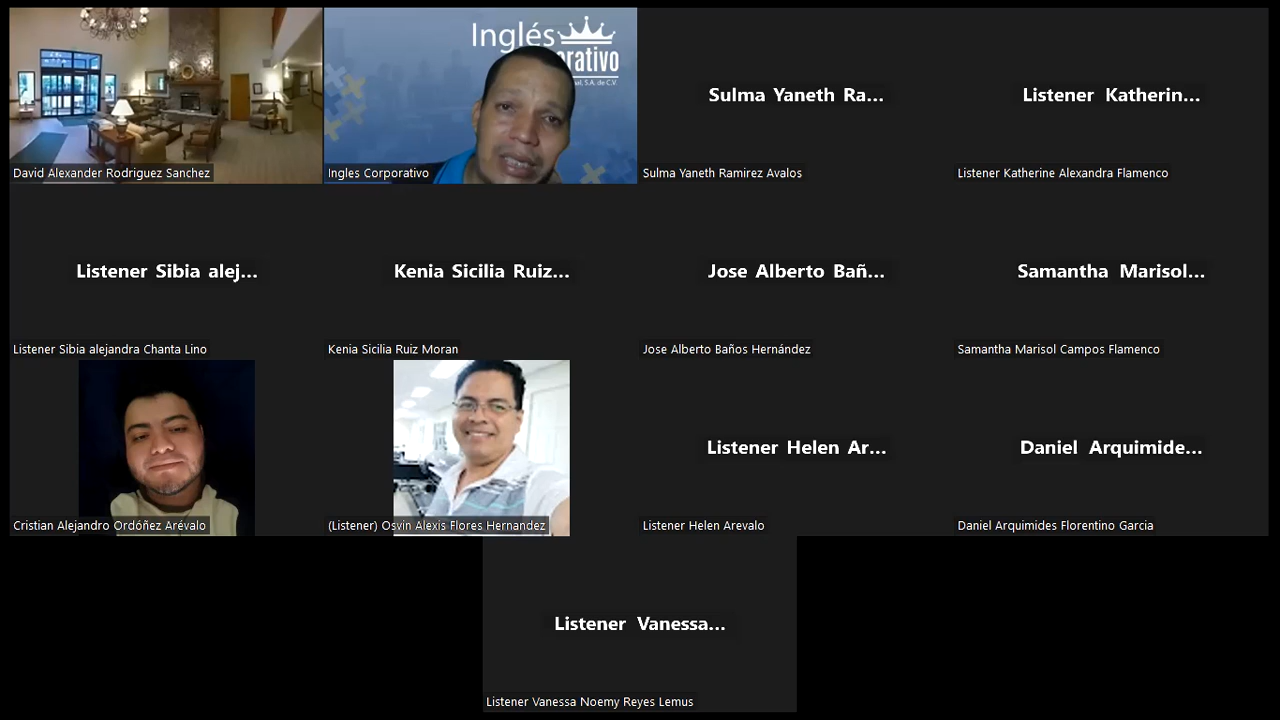 Inglés
orativo
nal, S.A. de C.V.
Sulma Yaneth Ra...
Listener Katherin...
David Alexander Rodriguez Sanchez
Ingles Corporativo
Sulma Yaneth Ramirez Avalos
Listener Katherine Alexandra Flamenco
Listener Sibia alej...
Kenia Sicilia Ruiz...
Jose Alberto Bañ...
Samantha Marisol...
Listener Sibia alejandra Chanta Lino
Kenia Sicilia Ruiz Moran
Jose Alberto Baños Hernández
Samantha Marisol Campos Flamenco
Listener Helen Ar...
Daniel Arquimide...
Cristian Alejandro Ordóñez Arévalo
(Listener) Osvin Alexis Flores Hernandez
Listener Helen Arevalo
Daniel Arquimides Florentino Garcia
Listener Vanessa...
Listener Vanessa Noemy Reyes Lemus